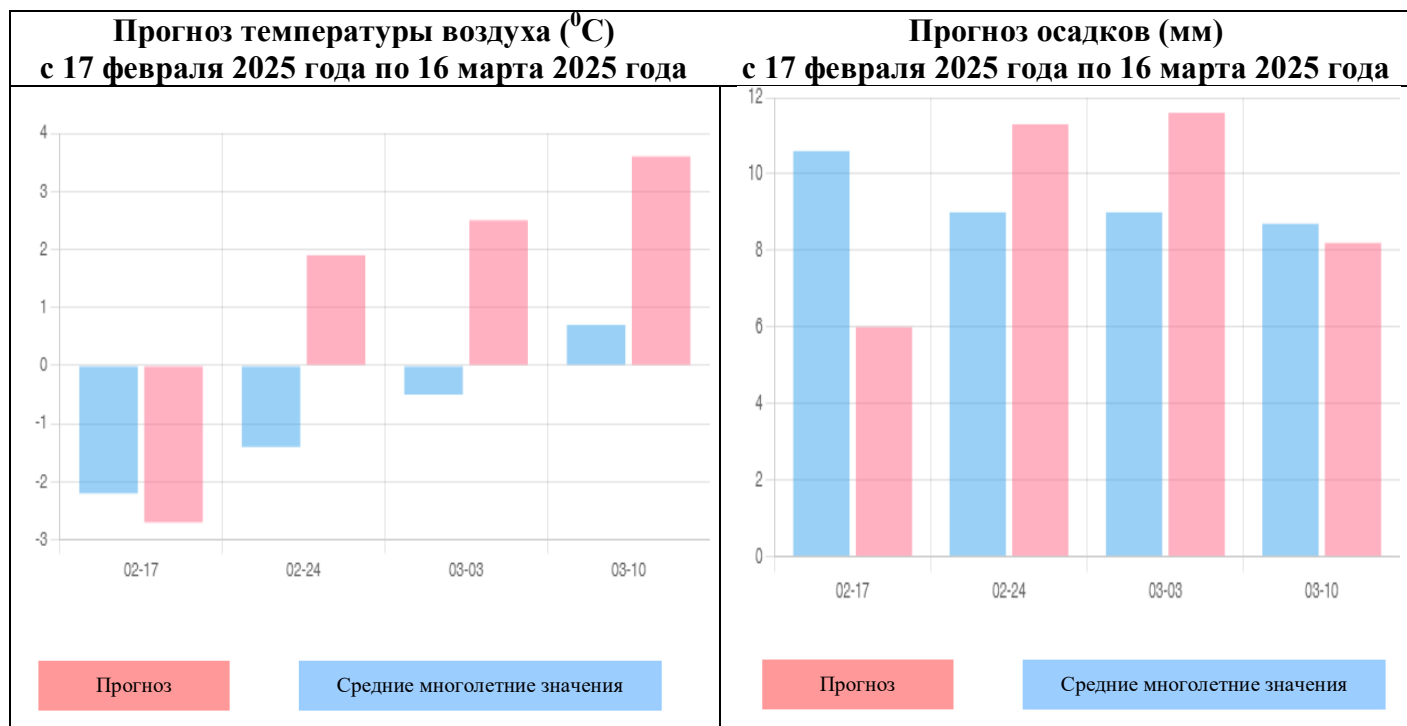 Прогноз температуры воздуха (⁰С)
с 17 февраля 2025 года по 16 марта 2025 года
4
3
2
1
0
-1
-2
-3
02-17 02-24 03-03 03-10
Прогноз
Средние многолетние значения
Прогноз осадков (мм)
с 17 февраля 2025 года по 16 марта 2025 года
12
10
8
6
4
2
0
02-17 02-24 03-03 03-10
Прогноз
Средние многолетние значения